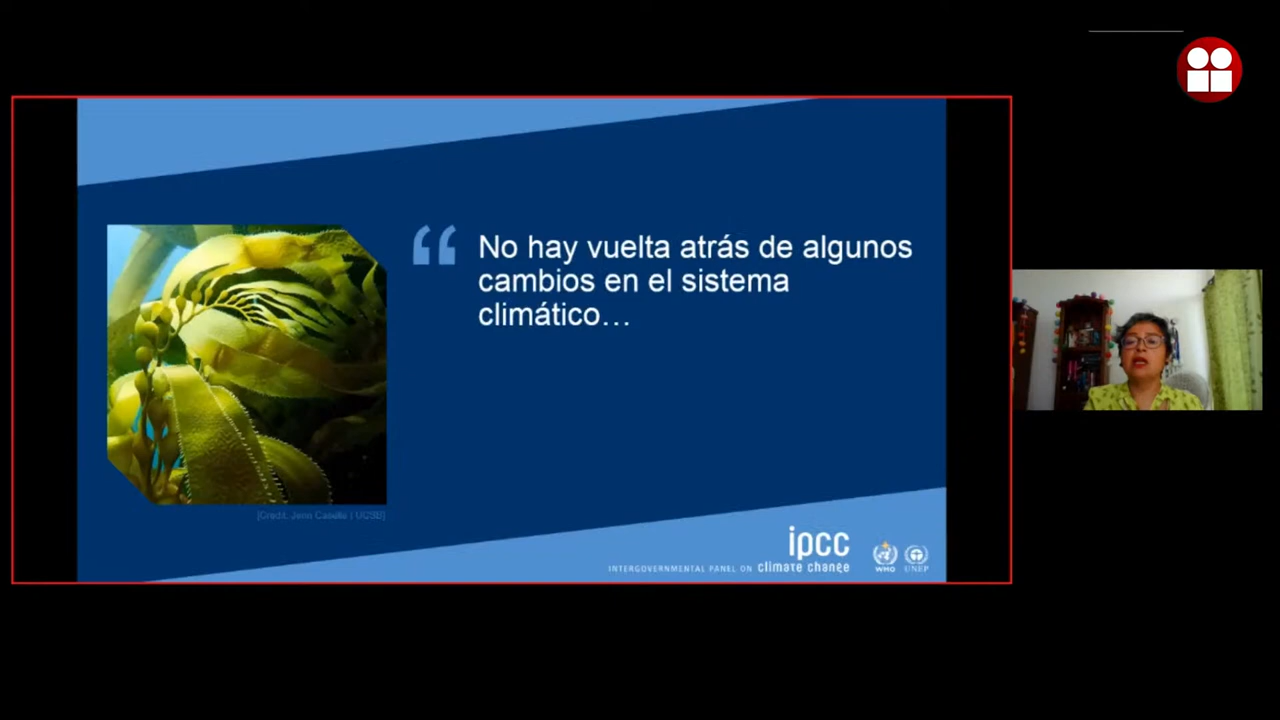 “ No hay vuelta atrás de algunos
cambios en el sistema
climático…
[Credit: Jenn Caselle | UCSB]
ipcc
INTERGOVERNMENTAL PANEL ON climate change
WMO
UNEP